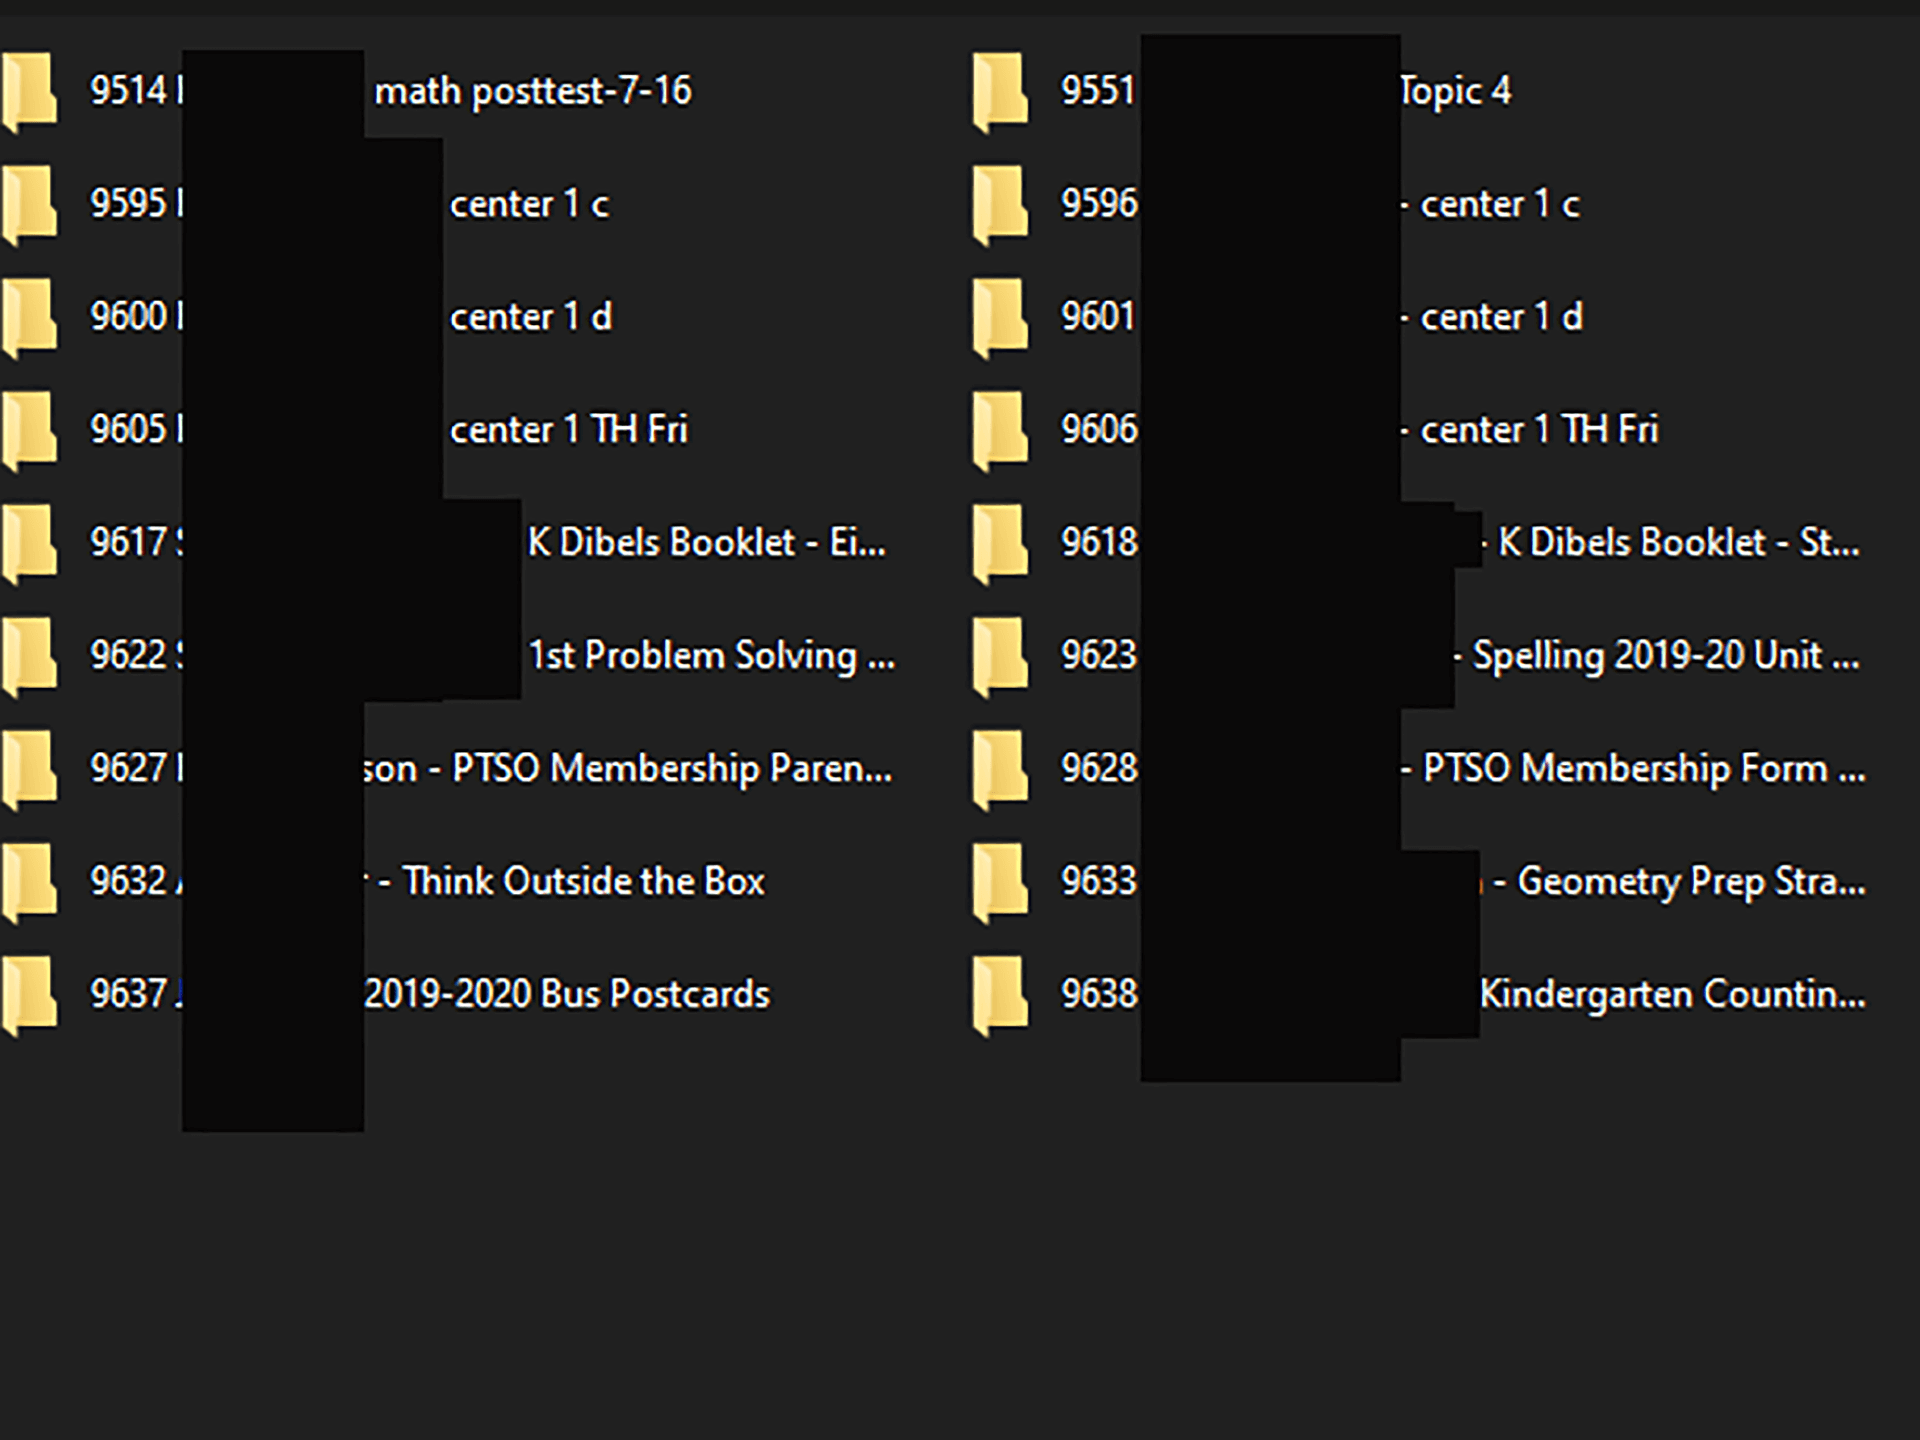 9514 math posttest-7-16
9551 Topic 4
9595 center 1 c
9596 - center 1 c
9600 center 1 d
9601 - center 1 d
9605 center 1 TH Fri
9606 - center 1 TH Fri
9617 K Dibels Booklet - Ei...
9618 - K Dibels Booklet - St...
9622 1st Problem Solving ...
9623 - Spelling 2019-20 Unit ...
9627 son - PTSO Membership Paren...
9628 - PTSO Membership Form ...
9632 - Think Outside the Box
9633 - Geometry Prep Stra...
9637 2019-2020 Bus Postcards
9638 Kindergarten Countin...